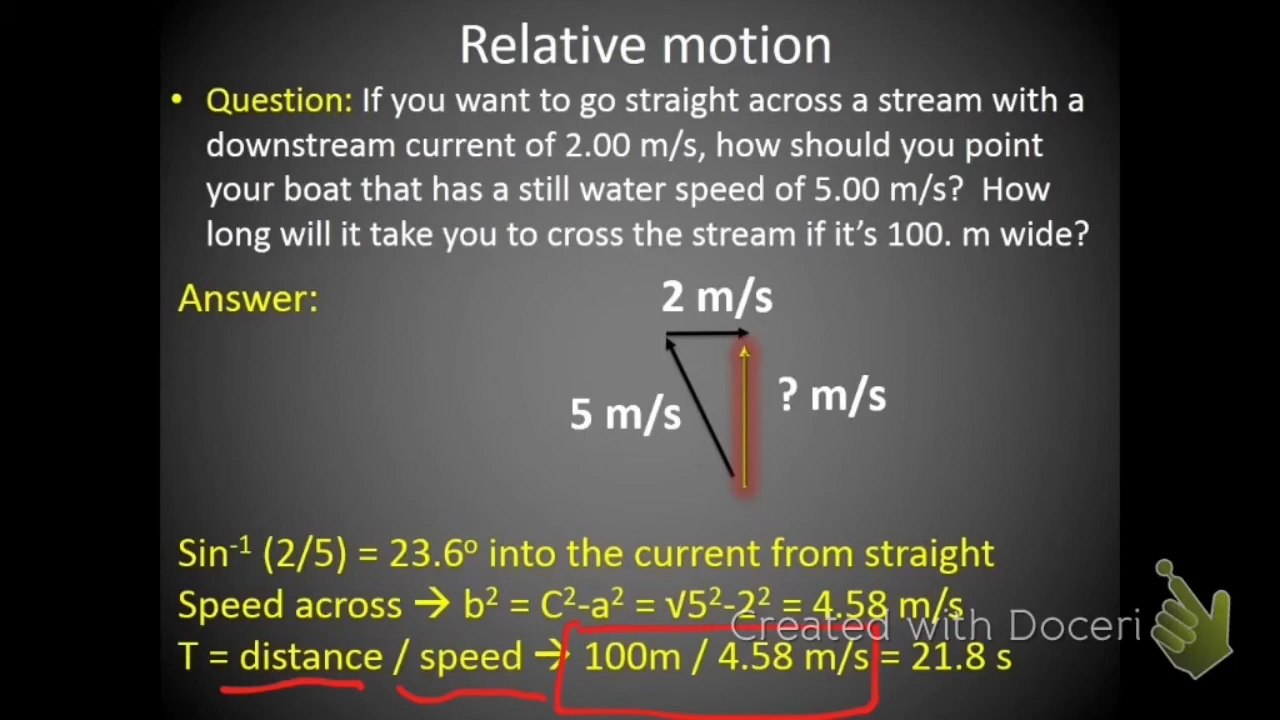 Relative motion
• Question: If you want to go straight across a stream with a
downstream current of 2.00 m/s, how should you point
your boat that has a still water speed of 5.00 m/s?  How
long will it take you to cross the stream if it's 100. m wide?
Answer:
2 m/s
5 m/s
? m/s
Sin⁻¹ (2/5) = 23.6º into the current from straight
Speed across → b² = C²-a² = √5²-2² = 4.58 m/s
Created with Doceri
T = distance / speed → 100m / 4.58 m/s = 21.8 s